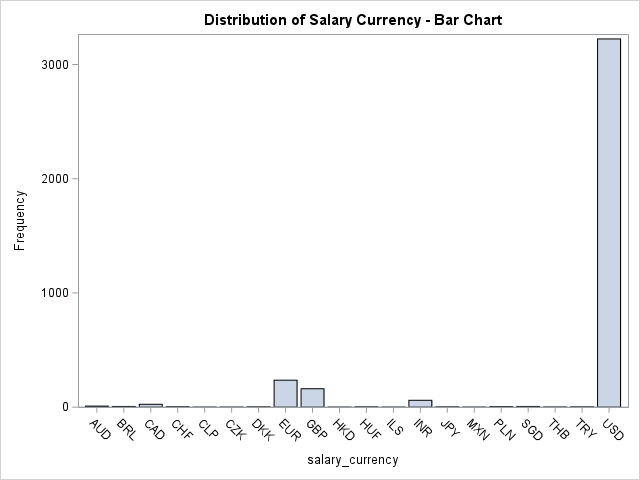 Distribution of Salary Currency - Bar Chart
3000
2000
1000
0
Frequency
AUD BRL CAD CHF CLP CZK DKK EUR GBP HKD HUF ILS INR JPY MXN PLN SGD THB TRY USD
salary_currency